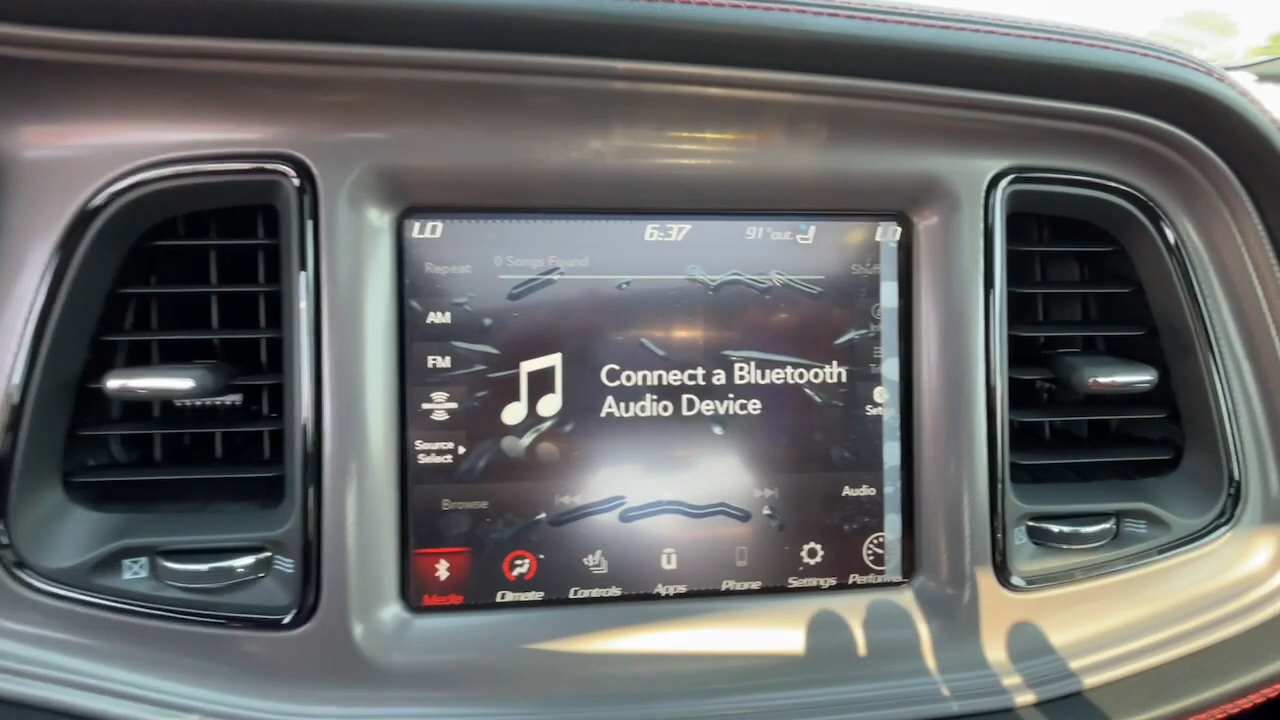 LO 6:37 91°out. LO
Repeat 0 Songs Found
AM
FM
Connect a Bluetooth
Audio Device
Source
Select
Browse Audio
Media Climate Controls Apps Phone Settings